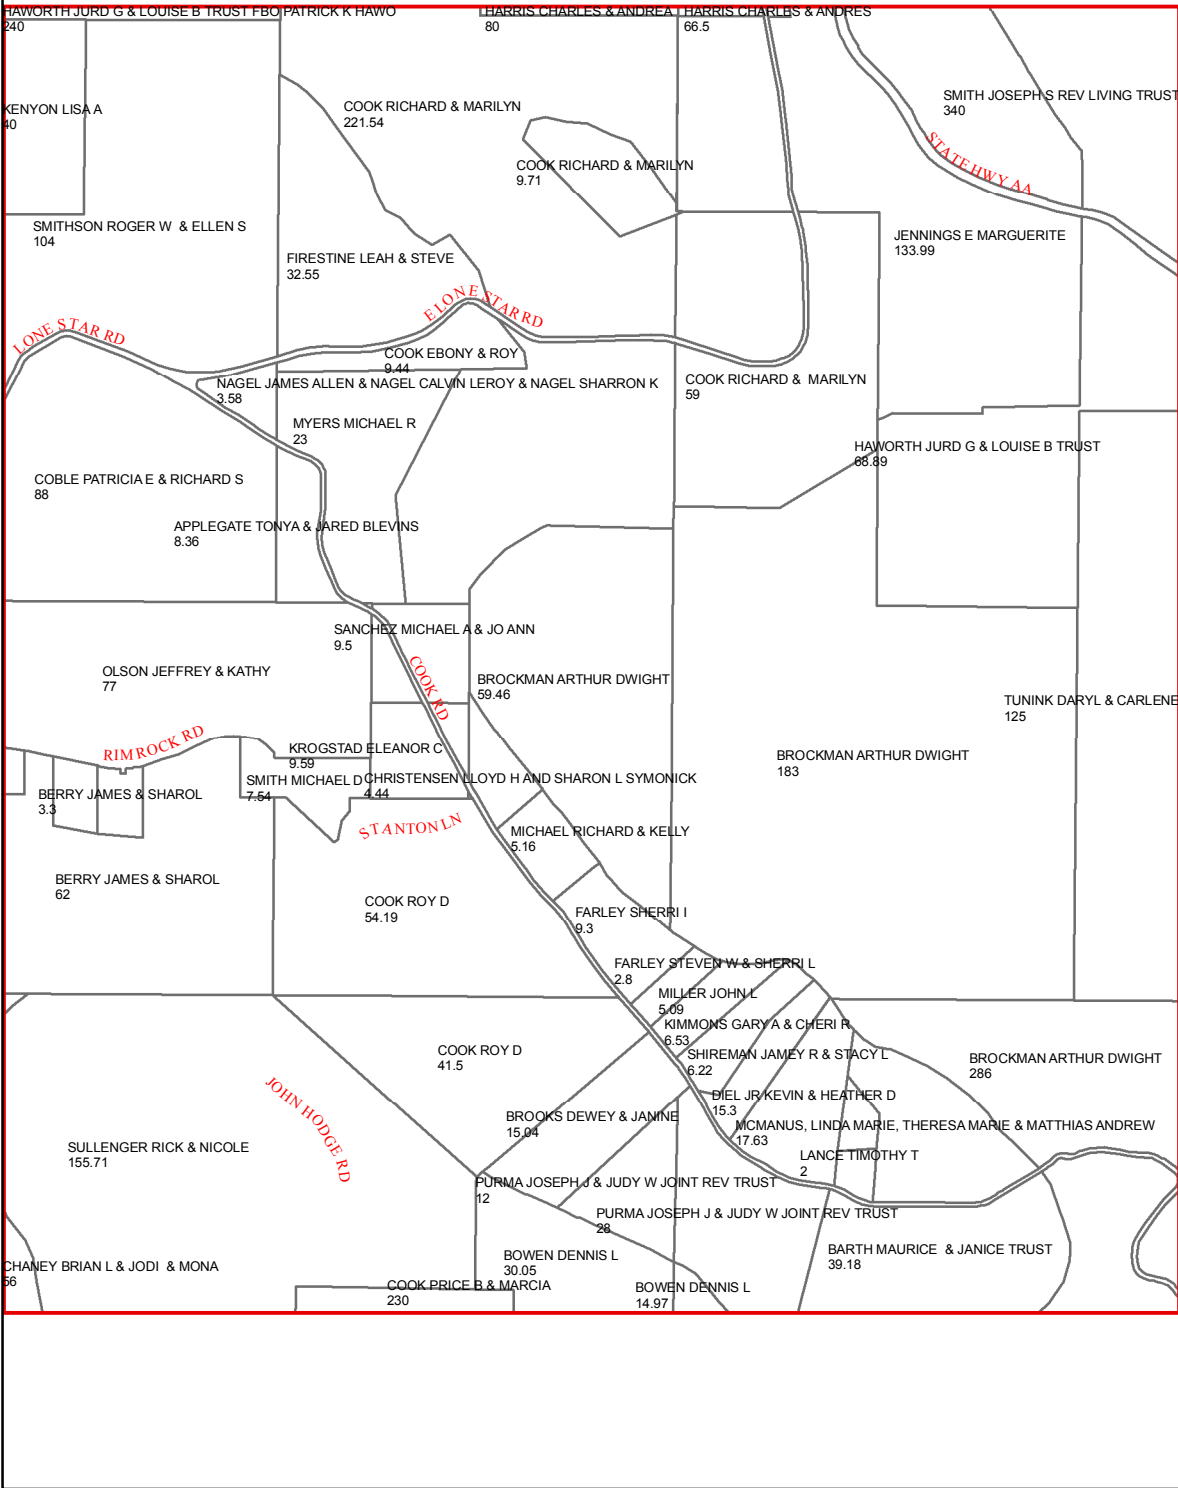 HAWORTH JURD G & LOUISE B TRUST FBO PATRICK K HAWO
240
HARRIS CHARLES & ANDREA
80
HARRIS CHARLES & ANDRES
66.5
KENYON LISA A
40
COOK RICHARD & MARILYN
221.54
SMITH JOSEPH S REV LIVING TRUST
340
COOK RICHARD & MARILYN
9.71
STATE HWY AA
SMITHSON ROGER W & ELLEN S
104
JENNINGS E MARGUERITE
133.99
FIRESTINE LEAH & STEVE
32.55
E LONE STAR RD
LONE STAR RD
COOK EBONY & ROY
9.44
NAGEL JAMES ALLEN & NAGEL CALVIN LEROY & NAGEL SHARRON K
3.58
COOK RICHARD & MARILYN
59
MYERS MICHAEL R
23
HAWORTH JURD G & LOUISE B TRUST
68.89
COBLE PATRICIA E & RICHARD S
88
APPLEGATE TONYA & JARED BLEVINS
8.36
SANCHEZ MICHAEL A & JO ANN
9.5
OLSON JEFFREY & KATHY
77
COOK RD
BROCKMAN ARTHUR DWIGHT
59.46
TUNINK DARYL & CARLENE
125
RIMROCK RD
KROGSTAD ELEANOR C
9.59
BROCKMAN ARTHUR DWIGHT
183
SMITH MICHAEL D
7.54
CHRISTENSEN LLOYD H AND SHARON L SYMONICK
4.44
BERRY JAMES & SHAROL
3.3
STANTON LN
MICHAEL RICHARD & KELLY
5.16
BERRY JAMES & SHAROL
62
COOK ROY D
54.19
FARLEY SHERRI I
9.3
FARLEY STEVEN W & SHERRI L
2.8
MILLER JOHN L
5.09
KIMMONS GARY A & CHERI R
6.53
COOK ROY D
41.5
SHIREMAN JAMEY R & STACY L
6.22
BROCKMAN ARTHUR DWIGHT
286
JOHN HODGE RD
DIEL JR KEVIN & HEATHER D
15.3
BROOKS DEWEY & JANINE
15.04
MCMANUS, LINDA MARIE, THERESA MARIE & MATTHIAS ANDREW
17.63
SULLENGER RICK & NICOLE
155.71
LANCE TIMOTHY T
2
PURMA JOSEPH J & JUDY W JOINT REV TRUST
12
PURMA JOSEPH J & JUDY W JOINT REV TRUST
28
BARTH MAURICE & JANICE TRUST
39.18
BOWEN DENNIS L
30.05
CHANEY BRIAN L & JODI & MONA
56
COOK PRICE B & MARCIA
230
BOWEN DENNIS L
14.97